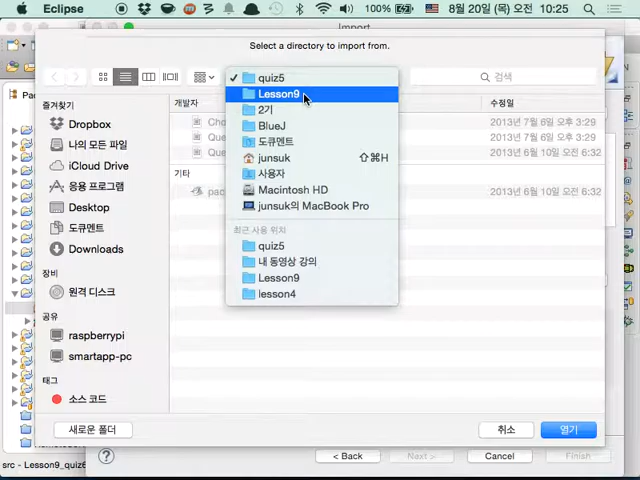 Eclipse
100%
8월 20일 (목) 오전 10:25
Import
Select a directory to import from.
quiz5
Lesson9
2기
BlueJ
도큐멘트
junsuk ⇧⌘H
사용자
Macintosh HD
junsuk의 MacBook Pro
최근 사용 위치
quiz5
내 동영상 강의
Lesson9
lesson4
검색
개발자
수정일
Cho
2013년 7월 6일 오후 3:29
Que
2013년 7월 6일 오후 3:29
Que
2013년 6월 10일 오전 6:32
기타
pac
2013년 6월 10일 오전 6:32
즐겨찾기
Dropbox
나의 모든 파일
iCloud Drive
응용 프로그램
Desktop
도큐멘트
Downloads
장비
원격 디스크
공유
raspberrypi
smartapp-pc
태그
소스 코드
새로운 폴더
취소
열기
< Back
Next >
Cancel
Finish
src - Lesson9_quiz6